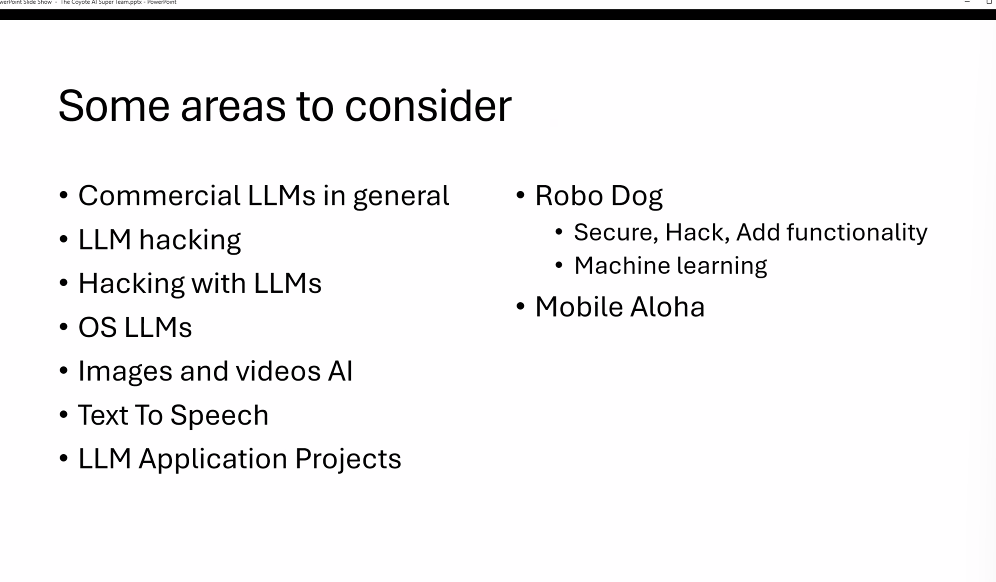 PowerPoint Slide Show - The Coyote AI Super Team.pptx - PowerPoint
Some areas to consider
• Commercial LLMs in general
• LLM hacking
• Hacking with LLMs
• OS LLMs
• Images and videos AI
• Text To Speech
• LLM Application Projects
• Robo Dog
• Secure, Hack, Add functionality
• Machine learning
• Mobile Aloha